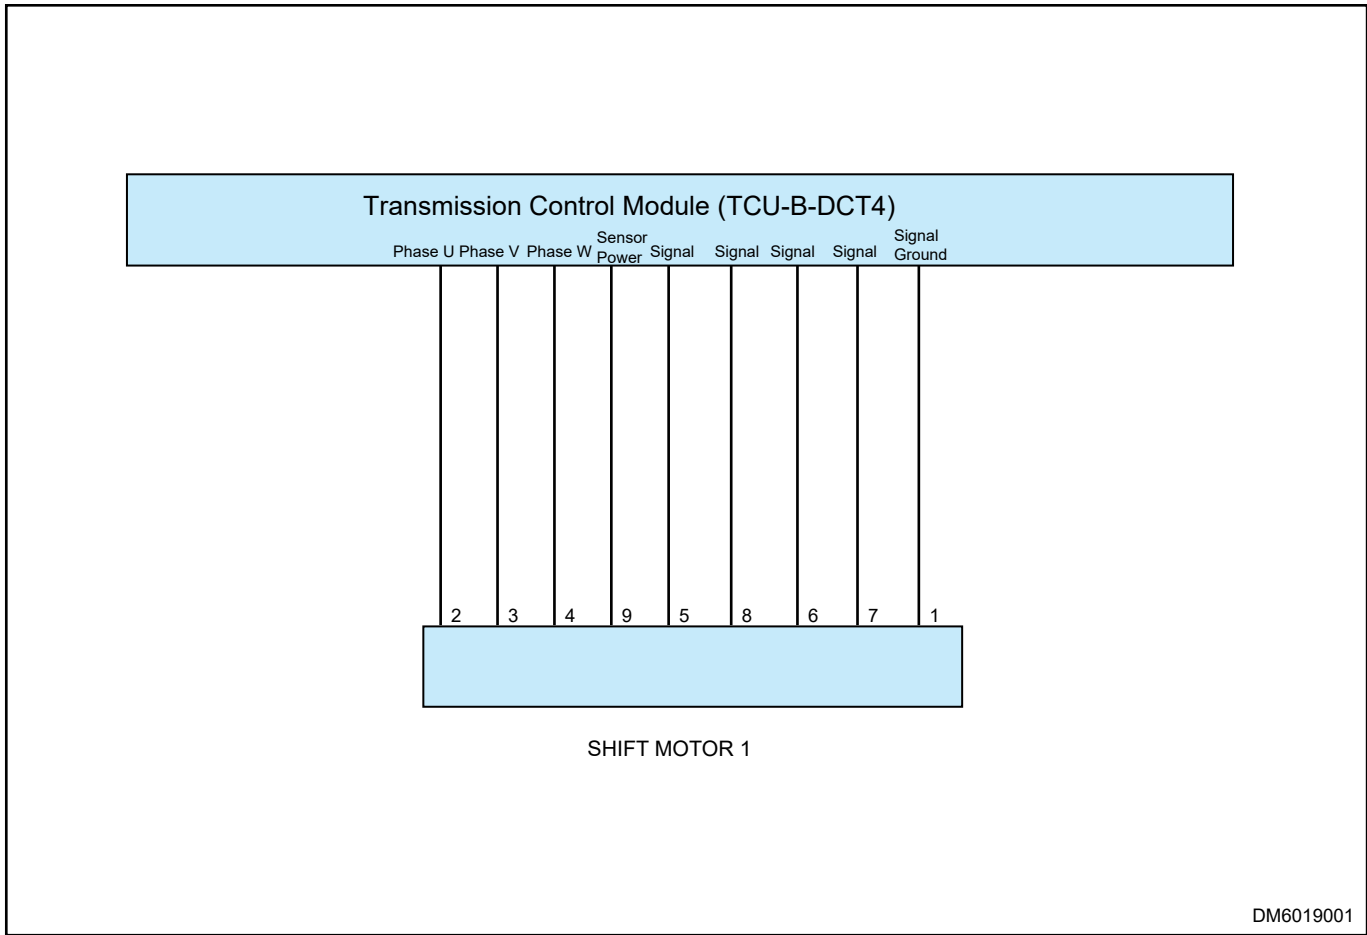 Transmission Control Module (TCU-B-DCT4)
Phase U Phase V Phase W Sensor Power Signal Signal Signal Signal Signal Ground
2 3 4 9 5 8 6 7 1
SHIFT MOTOR 1
DM6019001